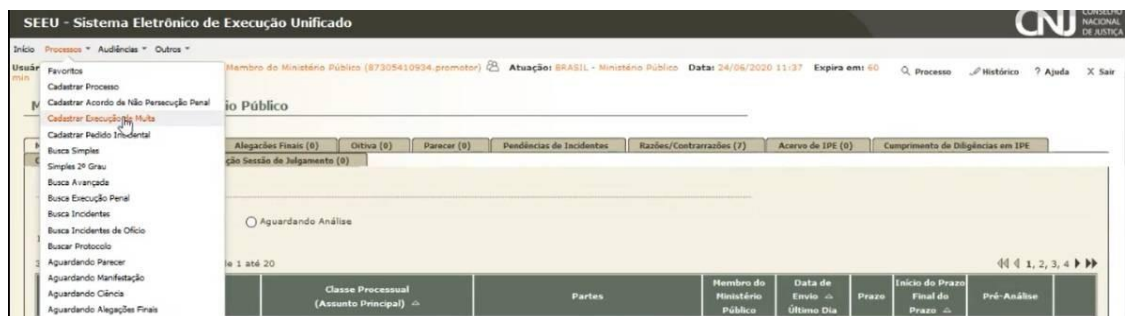 SEEU - Sistema Eletrônico de Execução Unificado
CNJ CONSELHO NACIONAL DE JUSTIÇA
Início Processos Audiências Outros
Membro do Ministério Público (87305410934.promotor) Atuação: BRASIL - Ministério Público Data: 24/06/2020 11:37 Expira em: 60 min
Processo Histórico ? Ajuda X Sair
Favoritos
Cadastrar Processo
Cadastrar Acordo de Não Persecução Penal
Cadastrar Execução de Multa
Cadastrar Pedido Incidental
Busca Simples
Simples 2º Grau
Busca Avançada
Busca Execução Penal
Busca Incidentes
Busca Incidentes de Ofício
Buscar Protocolo
Aguardando Parecer
Aguardando Manifestação
Aguardando Ciência
Aguardando Alegações Finais
io Público
Alegações Finais (0) Oitiva (0) Parecer (0) Pendências de Incidentes Razões/Contrarrazões (7) Acervo de IPE (0) Cumprimento de Diligências em IPE
Sessão de Julgamento (0)
Aguardando Análise
de 1 até 20
1, 2, 3, 4
Classe Processual (Assunto Principal)
Partes
Membro do Ministério Público
Data de Envio Último Dia
Prazo
Início do Prazo Final do Prazo
Pré-Análise